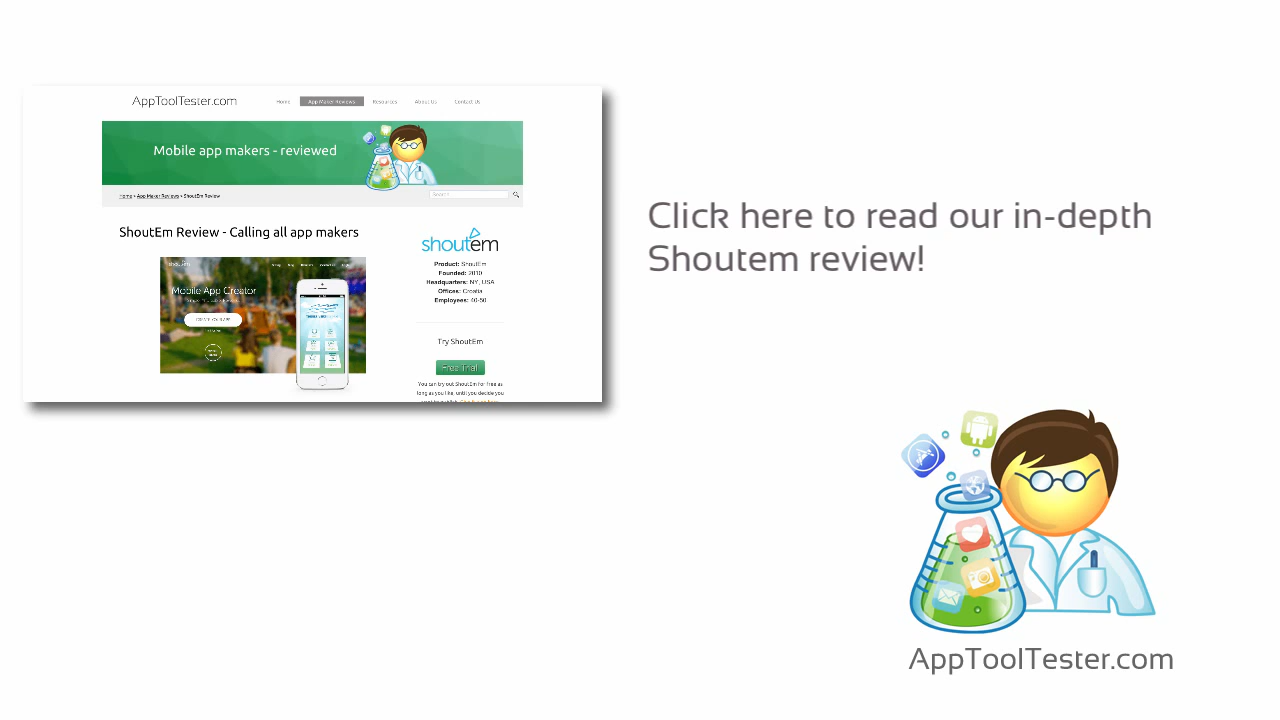 AppToolTester.com
Home
App Maker Reviews
Resources
About Us
Contact Us
Mobile app makers - reviewed
Home » App Maker Reviews » ShoutEm Review
Search
ShoutEm Review - Calling all app makers
shoutem
Mobile App Creator
shoutem
Product: ShoutEm
Founded: 2010
Headquarters: NY, USA
Offices: Croatia
Employees: 40-50
Try ShoutEm
Free Trial
You can try out ShoutEm for free as
long as you like, until you decide you
Click here to read our in-depth
Shoutem review!
AppToolTester.com